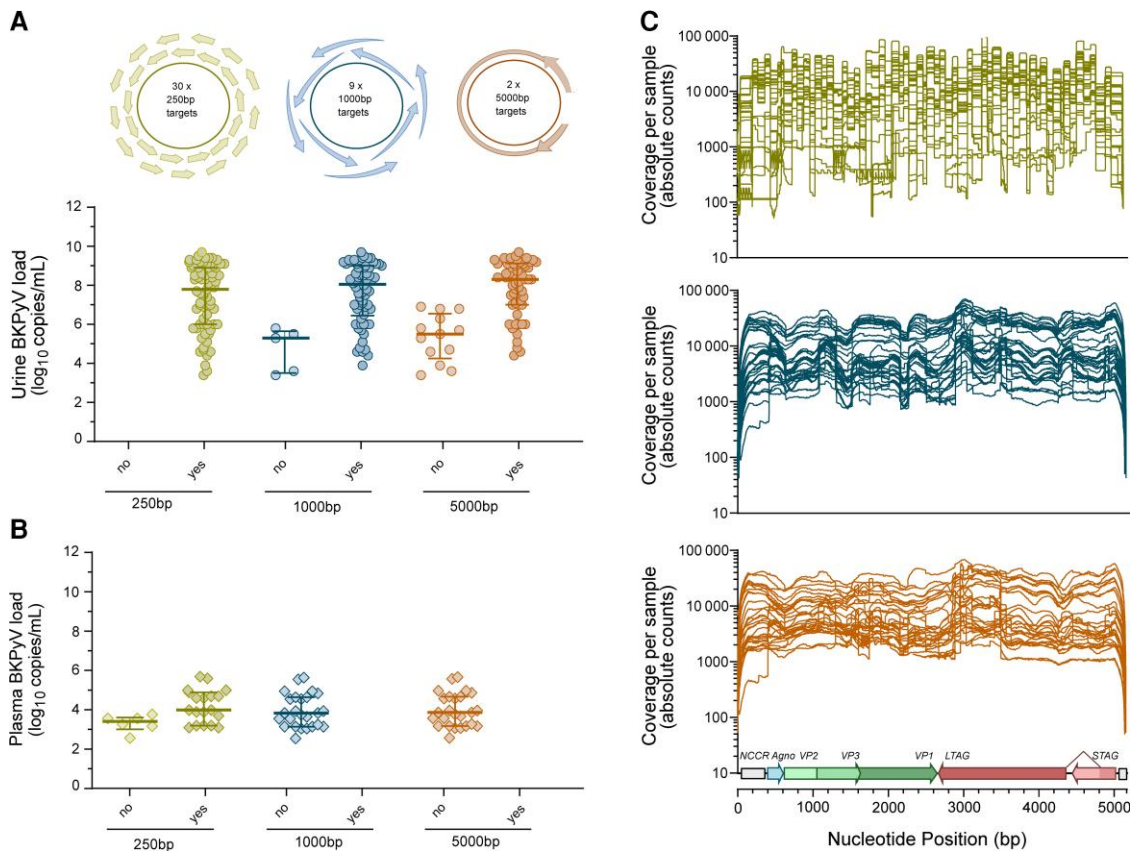 A
30 x
250bp
targets
9 x
1000bp
targets
2 x
5000bp
targets
Urine BKPyV load
(log10 copies/mL)
12
10
8
6
4
2
0
no
yes
no
yes
no
yes
250bp
1000bp
5000bp
B
Plasma BKPyV load
(log10 copies/mL)
12
10
8
6
4
2
0
no
yes
no
yes
no
yes
250bp
1000bp
5000bp
C
Coverage per sample
(absolute counts)
100 000
10 000
1000
100
10
Coverage per sample
(absolute counts)
100 000
10 000
1000
100
10
Coverage per sample
(absolute counts)
100 000
10 000
1000
100
10
NCCR Agno VP2 VP3 VP1 LTAG STAG
0 1000 2000 3000 4000 5000
Nucleotide Position (bp)